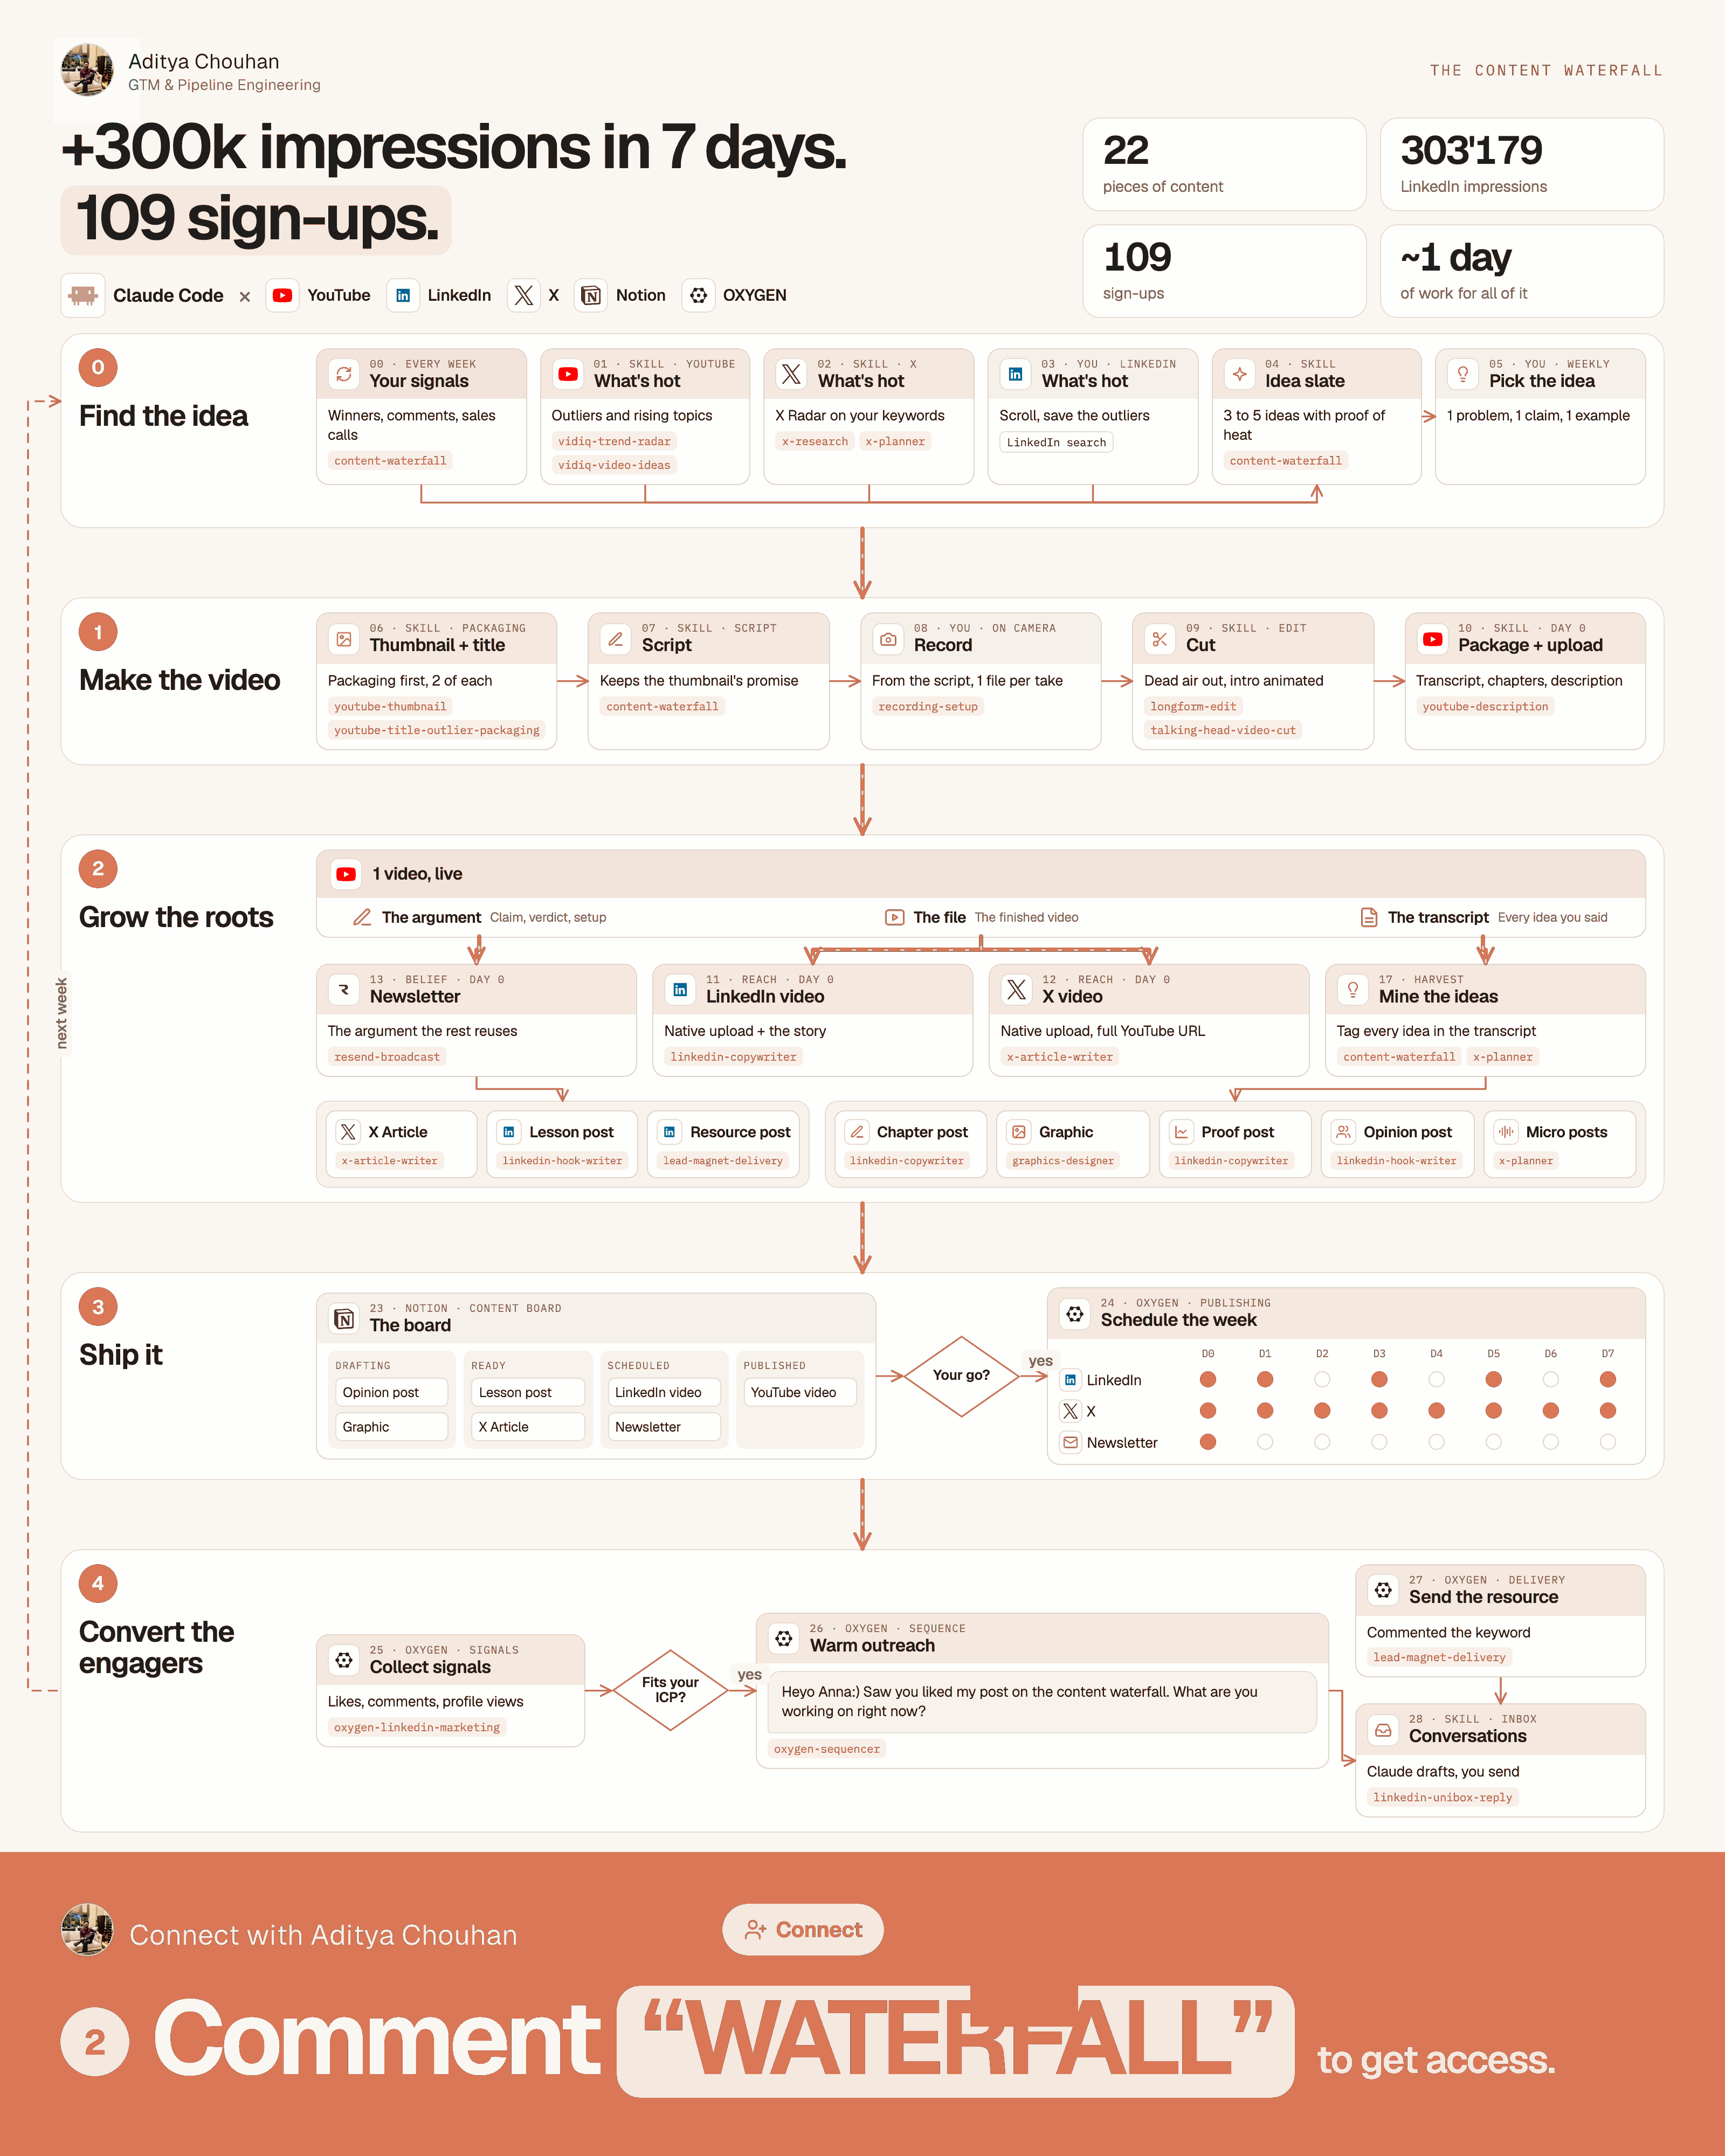 Aditya Chouhan
GTM & Pipeline Engineering
THE CONTENT WATERFALL
+300k impressions in 7 days.
109 sign-ups.
Claude Code × YouTube LinkedIn X Notion OXYGEN
22
pieces of content
303'179
LinkedIn impressions
109
sign-ups
~1 day
of work for all of it
0
Find the idea
00 · EVERY WEEK
Your signals
Winners, comments, sales
calls
content-waterfall
01 · SKILL · YOUTUBE
What's hot
Outliers and rising topics
vidiq-trend-radar
vidiq-video-ideas
02 · SKILL · X
What's hot
X Radar on your keywords
x-research x-planner
03 · YOU · LINKEDIN
What's hot
Scroll, save the outliers
LinkedIn search
04 · SKILL
Idea slate
3 to 5 ideas with proof of
heat
content-waterfall
05 · YOU · WEEKLY
Pick the idea
1 problem, 1 claim, 1 example
1
Make the video
06 · SKILL · PACKAGING
Thumbnail + title
Packaging first, 2 of each
youtube-thumbnail
youtube-title-outlier-packaging
07 · SKILL · SCRIPT
Script
Keeps the thumbnail's promise
content-waterfall
08 · YOU · ON CAMERA
Record
From the script, 1 file per take
recording-setup
09 · SKILL · EDIT
Cut
Dead air out, intro animated
longform-edit
talking-head-video-cut
10 · SKILL · DAY 0
Package + upload
Transcript, chapters, description
youtube-description
2
Grow the roots
1 video, live
The argument Claim, verdict, setup
The file The finished video
The transcript Every idea you said
13 · BELIEF · DAY 0
Newsletter
The argument the rest reuses
resend-broadcast
11 · REACH · DAY 0
LinkedIn video
Native upload + the story
linkedin-copywriter
12 · REACH · DAY 0
X video
Native upload, full YouTube URL
x-article-writer
17 · HARVEST
Mine the ideas
Tag every idea in the transcript
content-waterfall x-planner
X Article
x-article-writer
Lesson post
linkedin-hook-writer
Resource post
lead-magnet-delivery
Chapter post
linkedin-copywriter
Graphic
graphics-designer
Proof post
linkedin-copywriter
Opinion post
linkedin-hook-writer
Micro posts
x-planner
next week
3
Ship it
23 · NOTION · CONTENT BOARD
The board
DRAFTING
Opinion post
Graphic
READY
Lesson post
X Article
SCHEDULED
LinkedIn video
Newsletter
PUBLISHED
YouTube video
Your go?
yes
24 · OXYGEN · PUBLISHING
Schedule the week
D0 D1 D2 D3 D4 D5 D6 D7
LinkedIn
X
Newsletter
4
Convert the
engagers
25 · OXYGEN · SIGNALS
Collect signals
Likes, comments, profile views
oxygen-linkedin-marketing
Fits your
ICP?
yes
26 · OXYGEN · SEQUENCE
Warm outreach
Heyo Anna:) Saw you liked my post on the content waterfall. What are you
working on right now?
oxygen-sequencer
27 · OXYGEN · DELIVERY
Send the resource
Commented the keyword
lead-magnet-delivery
28 · SKILL · INBOX
Conversations
Claude drafts, you send
linkedin-unibox-reply
Connect with Aditya Chouhan
Connect
2 Comment “WATERFALL” to get access.